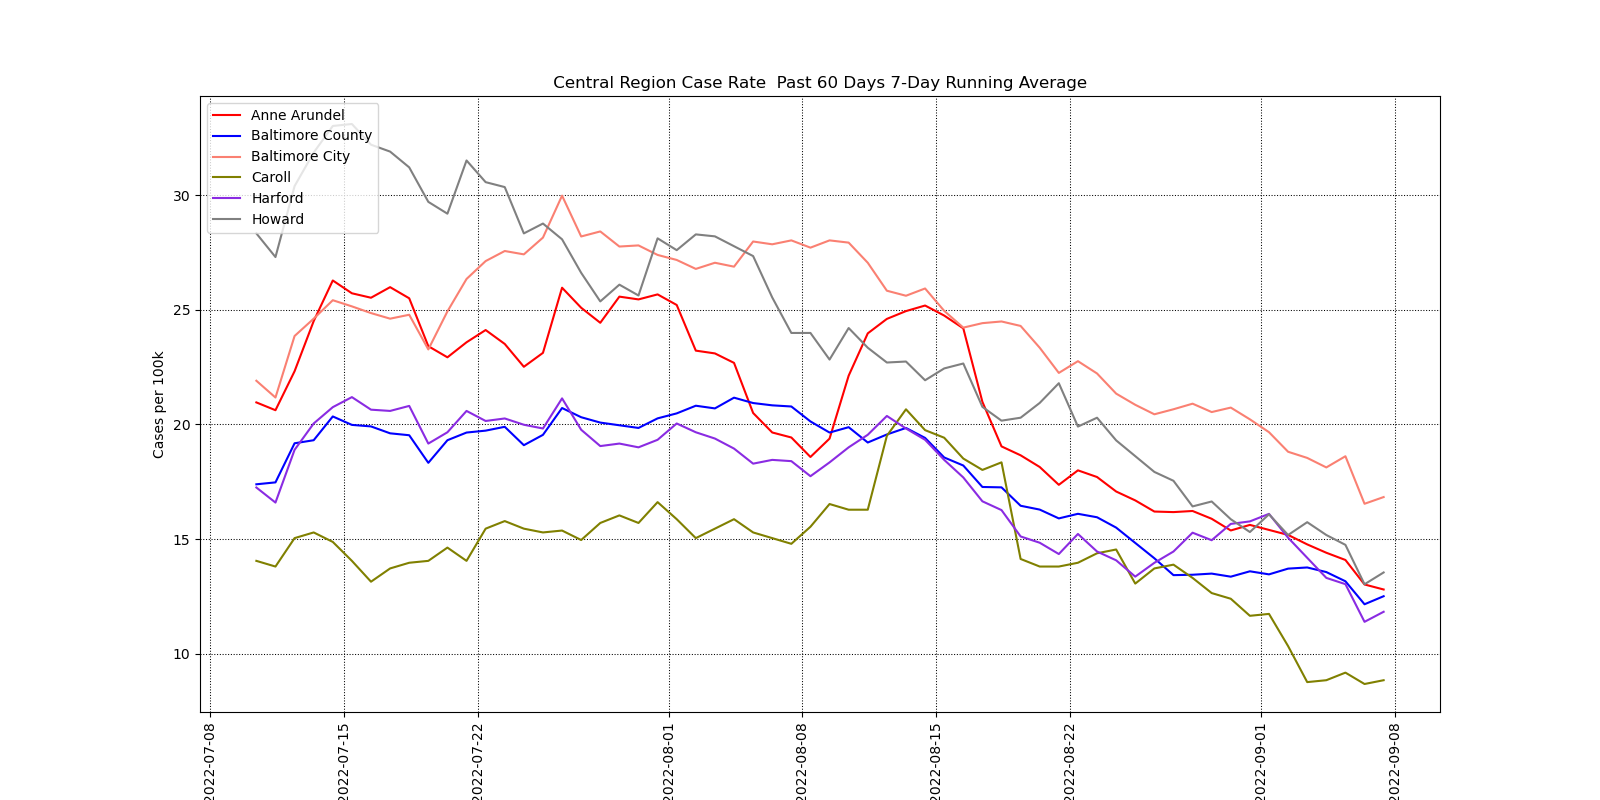 Central Region Case Rate  Past 60 Days 7-Day Running Average
Anne Arundel
Baltimore County
Baltimore City
Caroll
Harford
Howard
Cases per 100k
30
25
20
15
10
2022-07-08
2022-07-15
2022-07-22
2022-08-01
2022-08-08
2022-08-15
2022-08-22
2022-09-01
2022-09-08